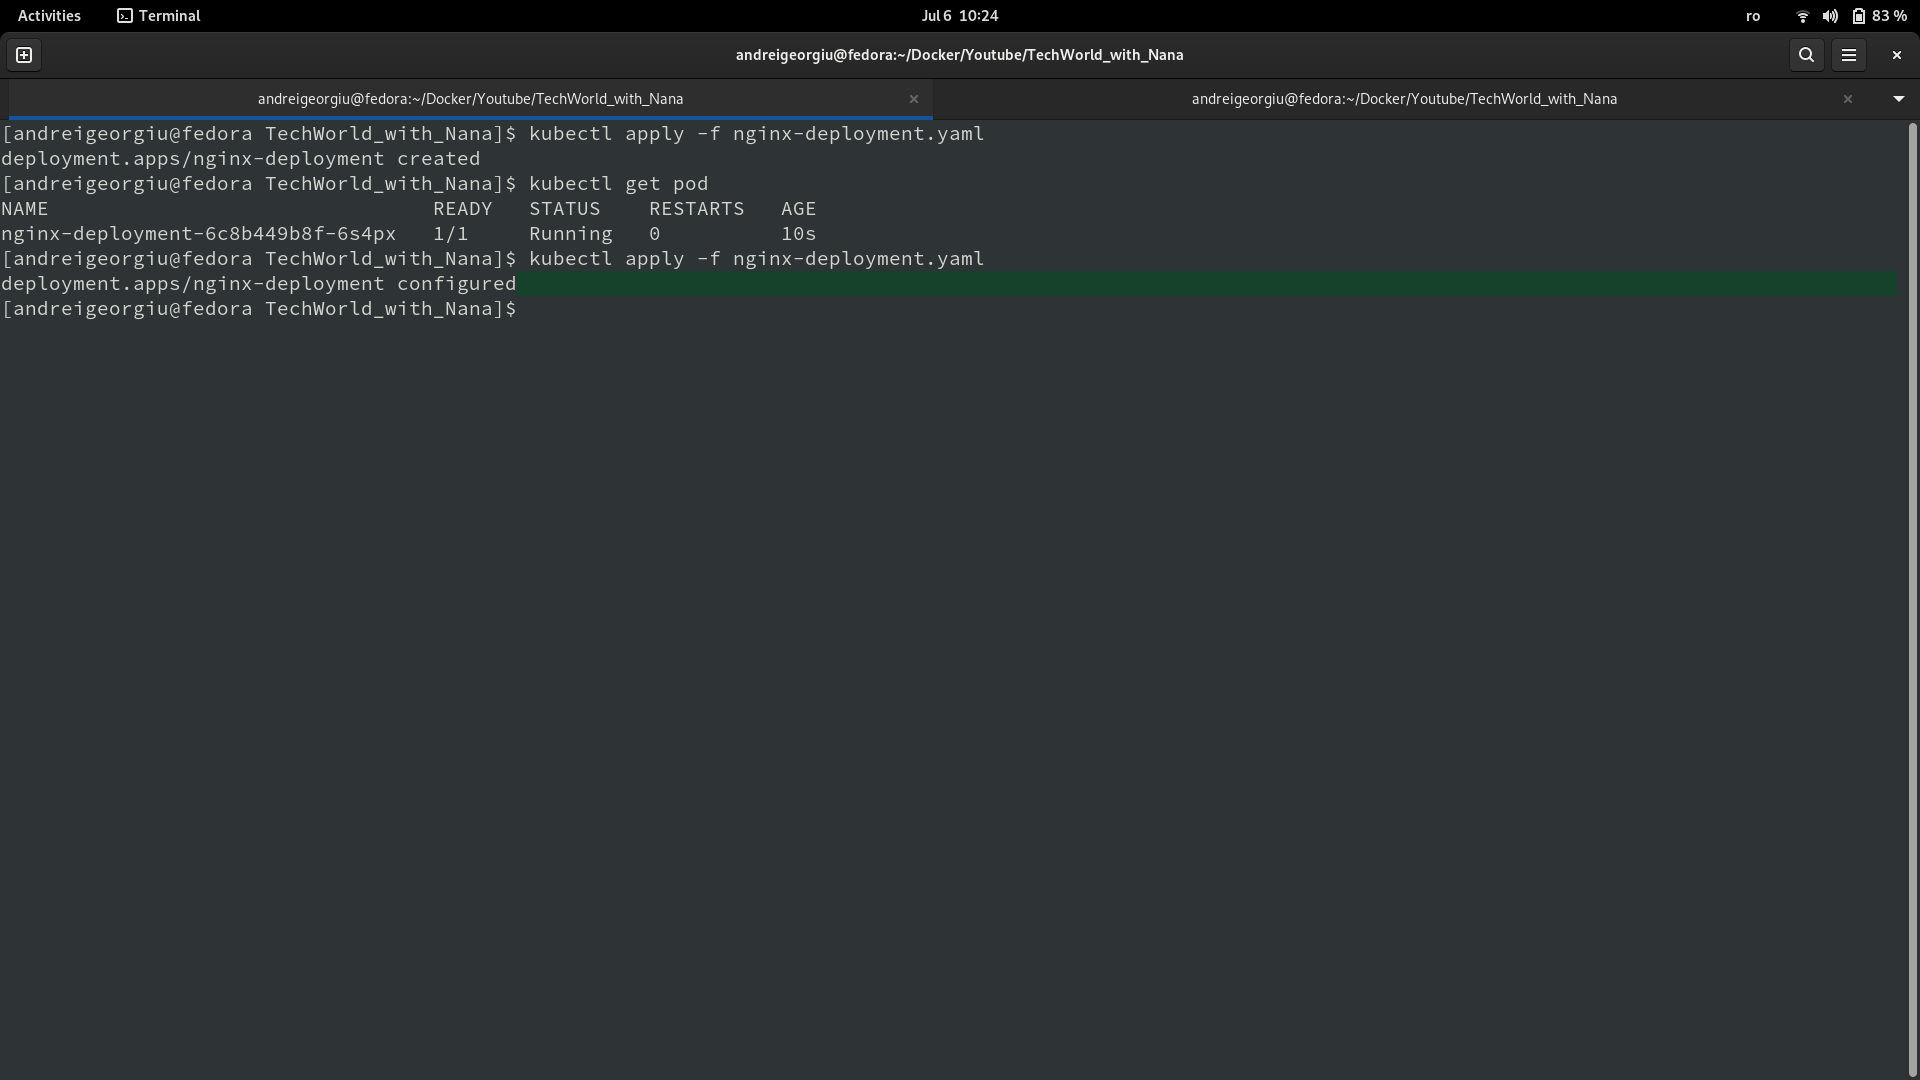 Activities Terminal Jul 6 10:24 ro 83 %
andreigeorgiu@fedora:~/Docker/Youtube/TechWorld_with_Nana
andreigeorgiu@fedora:~/Docker/Youtube/TechWorld_with_Nana andreigeorgiu@fedora:~/Docker/Youtube/TechWorld_with_Nana
[andreigeorgiu@fedora TechWorld_with_Nana]$ kubectl apply -f nginx-deployment.yaml
deployment.apps/nginx-deployment created
[andreigeorgiu@fedora TechWorld_with_Nana]$ kubectl get pod
NAME READY STATUS RESTARTS AGE
nginx-deployment-6c8b449b8f-6s4px 1/1 Running 0 10s
[andreigeorgiu@fedora TechWorld_with_Nana]$ kubectl apply -f nginx-deployment.yaml
deployment.apps/nginx-deployment configured
[andreigeorgiu@fedora TechWorld_with_Nana]$